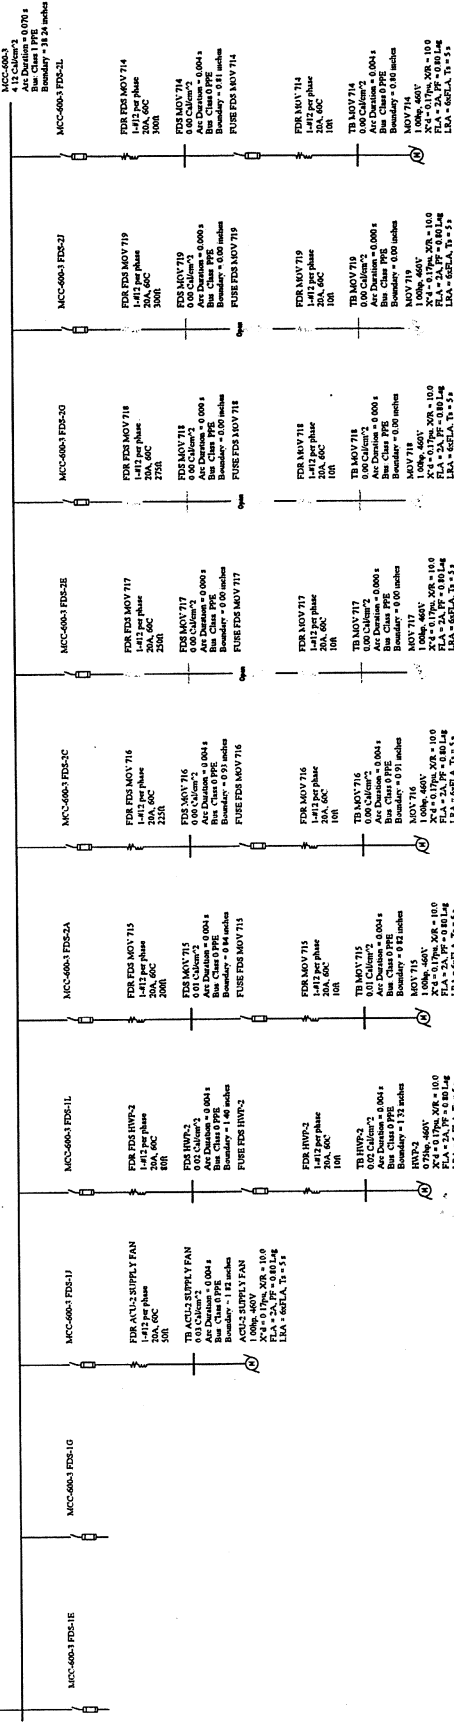 MCC-600-3
4.12 Cal/cm^2
Arc Duration = 0.070 s
Bus Class 1 PPE
Boundary = 38.24 inches
MCC-600-3 FDS-1E
MCC-600-3 FDS-1G
MCC-600-3 FDS-1J
FDR ACU-2 SUPPLY FAN
1-#12 per phase
20A, 60C
50ft
TB ACU-2 SUPPLY FAN
0.03 Cal/cm^2
Arc Duration = 0.004 s
Bus Class 0 PPE
Boundary = 1.82 inches
ACU-2 SUPPLY FAN
1.00hp, 460V
X'd = 0.17pu, X/R = 10.0
FLA = 2A, PF = 0.80 Lag
LRA = 6xFLA, Ts = 5 s
MCC-600-3 FDS-1L
FDR FDS HWP-2
1-#12 per phase
20A, 60C
80ft
FDS HWP-2
0.02 Cal/cm^2
Arc Duration = 0.004 s
Bus Class 0 PPE
Boundary = 1.40 inches
FUSE FDS HWP-2
FDR HWP-2
1-#12 per phase
20A, 60C
10ft
TB HWP-2
0.02 Cal/cm^2
Arc Duration = 0.004 s
Bus Class 0 PPE
Boundary = 1.32 inches
HWP-2
0.75hp, 460V
X'd = 0.17pu, X/R = 10.0
FLA = 2A, PF = 0.80 Lag
MCC-600-3 FDS-2A
FDR FDS MOV 715
1-#12 per phase
20A, 60C
200ft
FDS MOV 715
0.01 Cal/cm^2
Arc Duration = 0.004 s
Bus Class 0 PPE
Boundary = 0.84 inches
FUSE FDS MOV 715
FDR MOV 715
1-#12 per phase
20A, 60C
10ft
TB MOV 715
0.01 Cal/cm^2
Arc Duration = 0.004 s
Bus Class 0 PPE
Boundary = 0.82 inches
MOV 715
1.00hp, 460V
X'd = 0.17pu, X/R = 10.0
FLA = 2A, PF = 0.80 Lag
MCC-600-3 FDS-2C
FDR FDS MOV 716
1-#12 per phase
20A, 60C
225ft
FDS MOV 716
0.00 Cal/cm^2
Arc Duration = 0.004 s
Bus Class 0 PPE
Boundary = 0.93 inches
FUSE FDS MOV 716
FDR MOV 716
1-#12 per phase
20A, 60C
10ft
TB MOV 716
0.00 Cal/cm^2
Arc Duration = 0.004 s
Bus Class 0 PPE
Boundary = 0.91 inches
MOV 716
1.00hp, 460V
X'd = 0.17pu, X/R = 10.0
FLA = 2A, PF = 0.80 Lag
LRA = 6xFLA, Ts = 5 s
MCC-600-3 FDS-2E
FDR FDS MOV 717
1-#12 per phase
20A, 60C
250ft
FDS MOV 717
0.00 Cal/cm^2
Arc Duration = 0.000 s
Bus Class PPE
Boundary = 0.00 inches
FUSE FDS MOV 717
Open
FDR MOV 717
1-#12 per phase
20A, 60C
10ft
TB MOV 717
0.00 Cal/cm^2
Arc Duration = 0.000 s
Bus Class PPE
Boundary = 0.00 inches
MOV 717
1.00hp, 460V
X'd = 0.17pu, X/R = 10.0
FLA = 2A, PF = 0.80 Lag
LRA = 6xFLA, Ts = 5 s
MCC-600-3 FDS-2G
FDR FDS MOV 718
1-#12 per phase
20A, 60C
275ft
FDS MOV 718
0.00 Cal/cm^2
Arc Duration = 0.000 s
Bus Class PPE
Boundary = 0.00 inches
FUSE FDS MOV 718
Open
FDR MOV 718
1-#12 per phase
20A, 60C
10ft
TB MOV 718
0.00 Cal/cm^2
Arc Duration = 0.000 s
Bus Class PPE
Boundary = 0.00 inches
MOV 718
1.00hp, 460V
X'd = 0.17pu, X/R = 10.0
FLA = 2A, PF = 0.80 Lag
LRA = 6xFLA, Ts = 5 s
MCC-600-3 FDS-2J
FDR FDS MOV 719
1-#12 per phase
20A, 60C
300ft
FDS MOV 719
0.00 Cal/cm^2
Arc Duration = 0.000 s
Bus Class PPE
Boundary = 0.00 inches
FUSE FDS MOV 719
Open
FDR MOV 719
1-#12 per phase
20A, 60C
10ft
TB MOV 719
0.00 Cal/cm^2
Arc Duration = 0.000 s
Bus Class PPE
Boundary = 0.00 inches
MOV 719
1.00hp, 460V
X'd = 0.17pu, X/R = 10.0
FLA = 2A, PF = 0.80 Lag
LRA = 6xFLA, Ts = 5 s
MCC-600-3 FDS-2L
FDR FDS MOV 714
1-#12 per phase
20A, 60C
300ft
FDS MOV 714
0.00 Cal/cm^2
Arc Duration = 0.004 s
Bus Class 0 PPE
Boundary = 0.81 inches
FUSE FDS MOV 714
FDR MOV 714
1-#12 per phase
20A, 60C
10ft
TB MOV 714
0.00 Cal/cm^2
Arc Duration = 0.004 s
Bus Class 0 PPE
Boundary = 0.80 inches
MOV 714
1.00hp, 460V
X'd = 0.17pu, X/R = 10.0
FLA = 2A, PF = 0.80 Lag
LRA = 6xFLA, Ts = 5 s